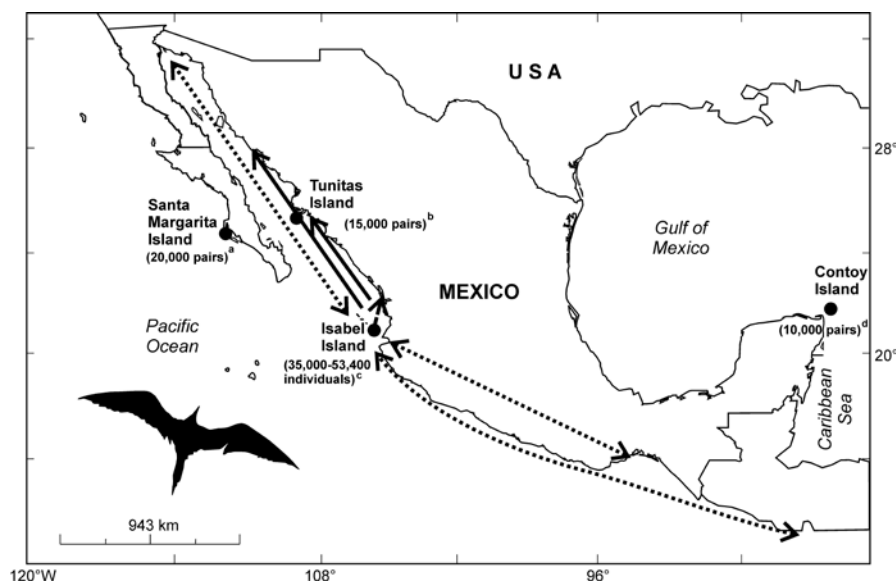 USA
28°
Tunitas
Island
(15,000 pairs)b
Santa
Margarita
Island
(20,000 pairs)a
Gulf of
Mexico
Contoy
Island
(10,000 pairs)d
MEXICO
Pacific
Ocean
Isabel
Island
(35,000-53,400
individuals)c
20°
Caribbean
Sea
943 km
120°W
108°
96°